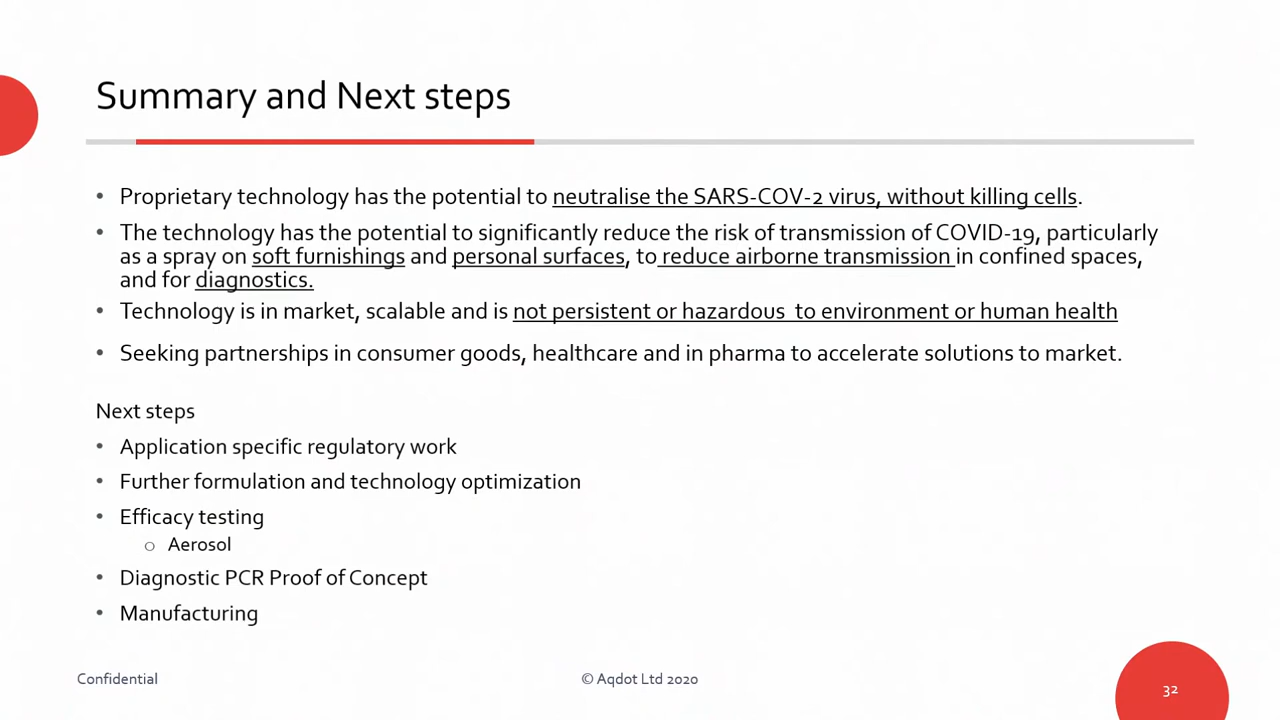 Summary and Next steps
• Proprietary technology has the potential to neutralise the SARS-COV-2 virus, without killing cells.
• The technology has the potential to significantly reduce the risk of transmission of COVID-19, particularly
as a spray on soft furnishings and personal surfaces, to reduce airborne transmission in confined spaces,
and for diagnostics.
• Technology is in market, scalable and is not persistent or hazardous  to environment or human health
• Seeking partnerships in consumer goods, healthcare and in pharma to accelerate solutions to market.
Next steps
• Application specific regulatory work
• Further formulation and technology optimization
• Efficacy testing
○ Aerosol
• Diagnostic PCR Proof of Concept
• Manufacturing
Confidential
© Aqdot Ltd 2020
32